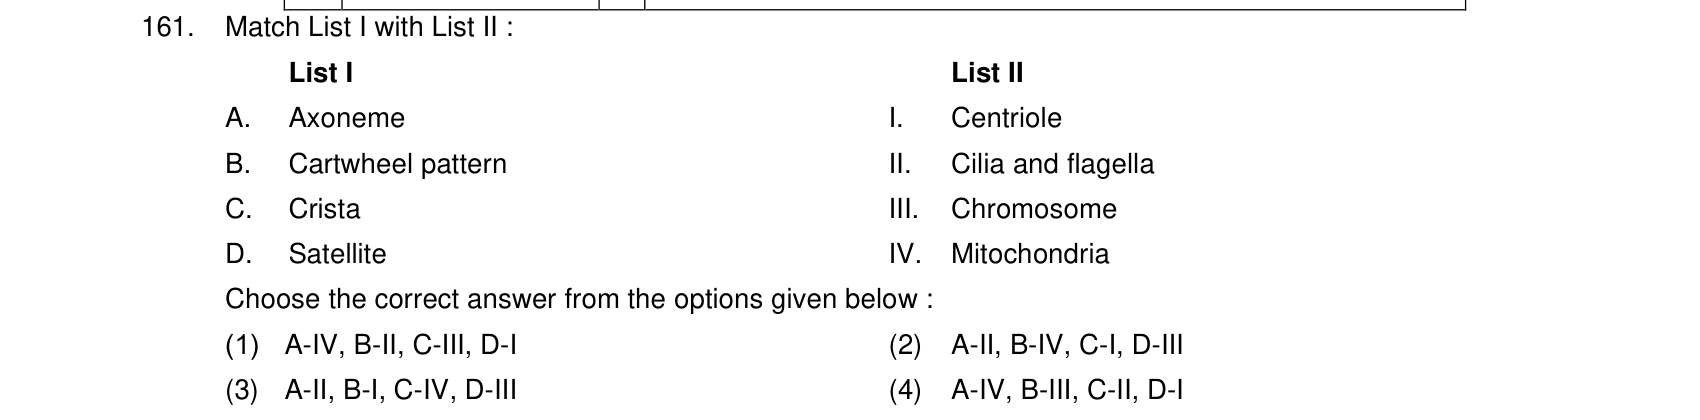 161. Match List I with List II :
List I List II
A. Axoneme I. Centriole
B. Cartwheel pattern II. Cilia and flagella
C. Crista III. Chromosome
D. Satellite IV. Mitochondria
Choose the correct answer from the options given below :
(1) A-IV, B-II, C-III, D-I (2) A-II, B-IV, C-I, D-III
(3) A-II, B-I, C-IV, D-III (4) A-IV, B-III, C-II, D-I